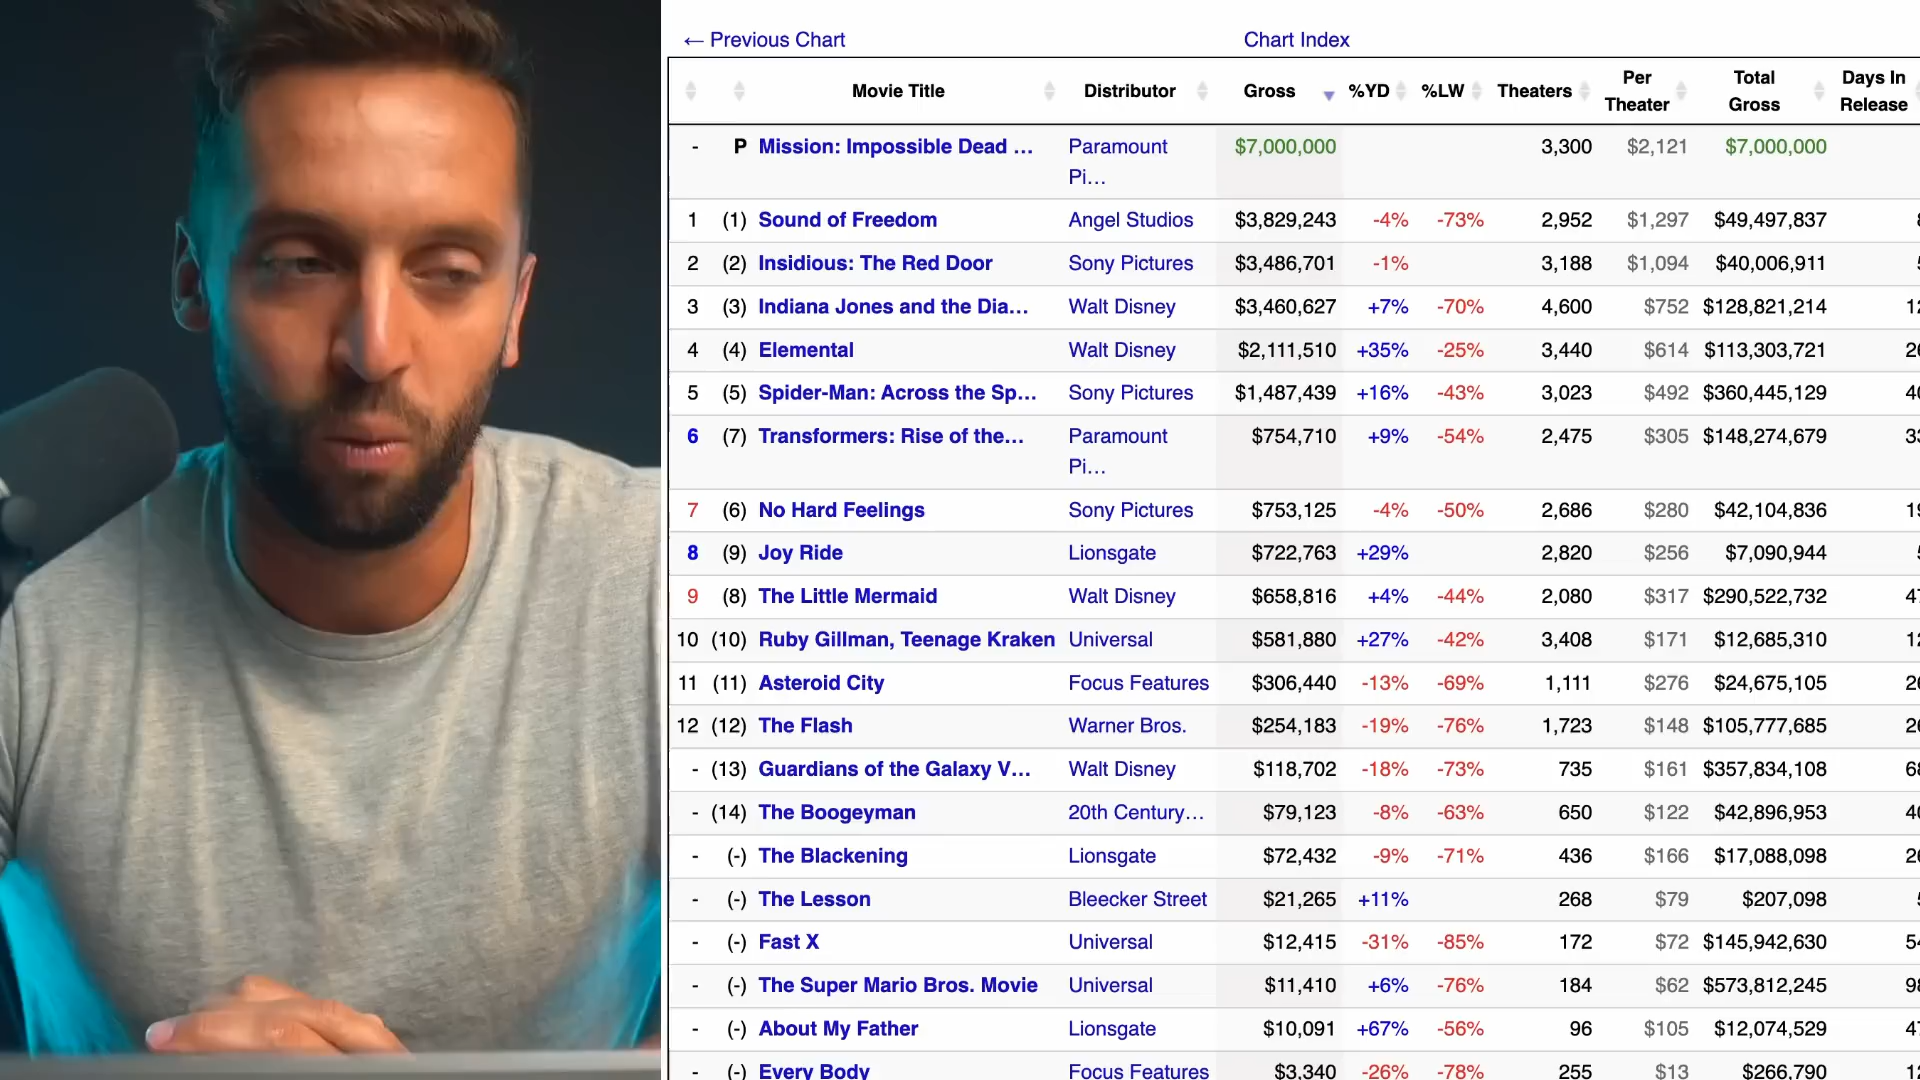 ← Previous Chart Chart Index
Movie Title Distributor Gross %YD %LW Theaters Per Theater Total Gross Days In Release
- P Mission: Impossible Dead … Paramount Pi… $7,000,000 3,300 $2,121 $7,000,000
1 (1) Sound of Freedom Angel Studios $3,829,243 -4% -73% 2,952 $1,297 $49,497,837
2 (2) Insidious: The Red Door Sony Pictures $3,486,701 -1% 3,188 $1,094 $40,006,911
3 (3) Indiana Jones and the Dia… Walt Disney $3,460,627 +7% -70% 4,600 $752 $128,821,214 12
4 (4) Elemental Walt Disney $2,111,510 +35% -25% 3,440 $614 $113,303,721 26
5 (5) Spider-Man: Across the Sp… Sony Pictures $1,487,439 +16% -43% 3,023 $492 $360,445,129 40
6 (7) Transformers: Rise of the… Paramount Pi… $754,710 +9% -54% 2,475 $305 $148,274,679 33
7 (6) No Hard Feelings Sony Pictures $753,125 -4% -50% 2,686 $280 $42,104,836 19
8 (9) Joy Ride Lionsgate $722,763 +29% 2,820 $256 $7,090,944
9 (8) The Little Mermaid Walt Disney $658,816 +4% -44% 2,080 $317 $290,522,732 47
10 (10) Ruby Gillman, Teenage Kraken Universal $581,880 +27% -42% 3,408 $171 $12,685,310 12
11 (11) Asteroid City Focus Features $306,440 -13% -69% 1,111 $276 $24,675,105 26
12 (12) The Flash Warner Bros. $254,183 -19% -76% 1,723 $148 $105,777,685 26
- (13) Guardians of the Galaxy V… Walt Disney $118,702 -18% -73% 735 $161 $357,834,108 68
- (14) The Boogeyman 20th Century… $79,123 -8% -63% 650 $122 $42,896,953 40
- (-) The Blackening Lionsgate $72,432 -9% -71% 436 $166 $17,088,098 26
- (-) The Lesson Bleecker Street $21,265 +11% 268 $79 $207,098
- (-) Fast X Universal $12,415 -31% -85% 172 $72 $145,942,630 54
- (-) The Super Mario Bros. Movie Universal $11,410 +6% -76% 184 $62 $573,812,245 98
- (-) About My Father Lionsgate $10,091 +67% -56% 96 $105 $12,074,529 47
- (-) Every Body Focus Features $3,340 -26% -78% 255 $13 $266,790 12